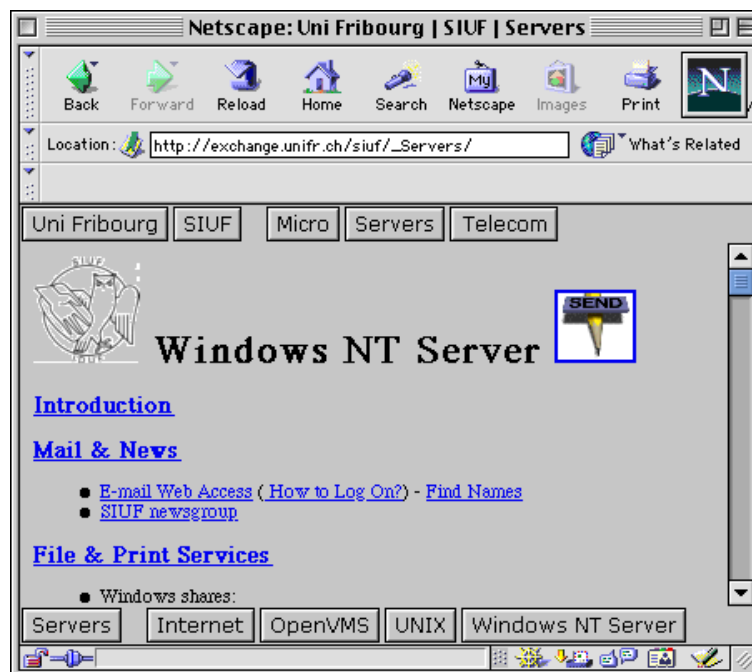 Netscape: Uni Fribourg | SIUF | Servers
Back Forward Reload Home Search Netscape Images Print
My
N
Location: http://exchange.unifr.ch/siuf/_Servers/ What's Related
Uni Fribourg SIUF Micro Servers Telecom
SIUF
SEND
Windows NT Server
Introduction
Mail & News
E-mail Web Access ( How to Log On?) - Find Names
SIUF newsgroup
File & Print Services
Windows shares:
Servers Internet OpenVMS UNIX Windows NT Server